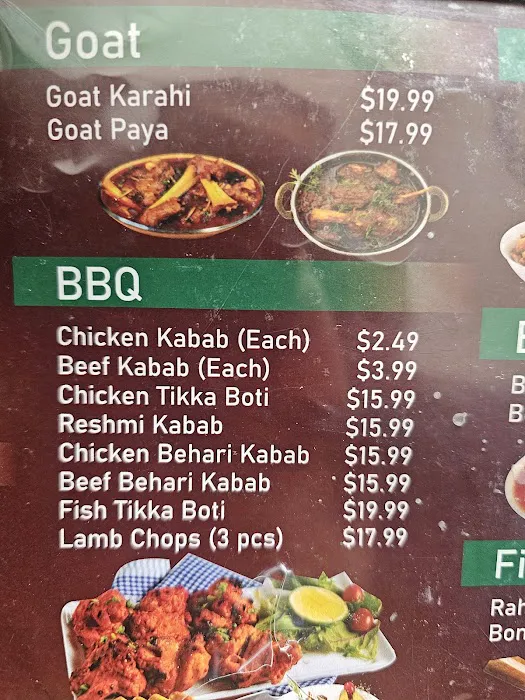 Goat
Goat Karahi $19.99
Goat Paya $17.99
BBQ
Chicken Kabab (Each) $2.49
Beef Kabab (Each) $3.99
Chicken Tikka Boti $15.99
Reshmi Kabab $15.99
Chicken Behari Kabab $15.99
Beef Behari Kabab $15.99
Fish Tikka Boti $19.99
Lamb Chops (3 pcs) $17.99